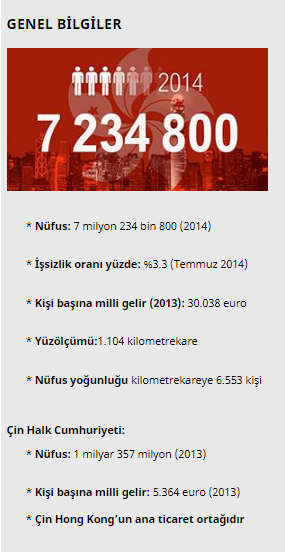 GENEL BİLGİLER
2014
7 234 800
* Nüfus: 7 milyon 234 bin 800 (2014)
* İşsizlik oranı yüzde: %3.3 (Temmuz 2014)
* Kişi başına milli gelir (2013): 30.038 euro
* Yüzölçümü:1.104 kilometrekare
* Nüfus yoğunluğu kilometrekareye 6.553 kişi
Çin Halk Cumhuriyeti:
* Nüfus: 1 milyar 357 milyon (2013)
* Kişi başına milli gelir: 5.364 euro (2013)
* Çin Hong Kong’un ana ticaret ortağıdır